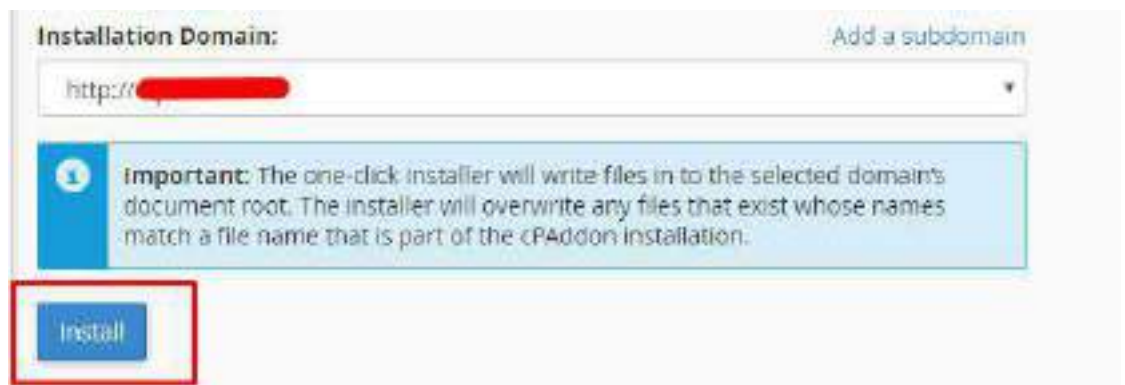 Installation Domain:
Add a subdomain
http://
Important: The one-click installer will write files in to the selected domain's
document root. The installer will overwrite any files that exist whose names
match a file name that is part of the cPAddon installation.
Install